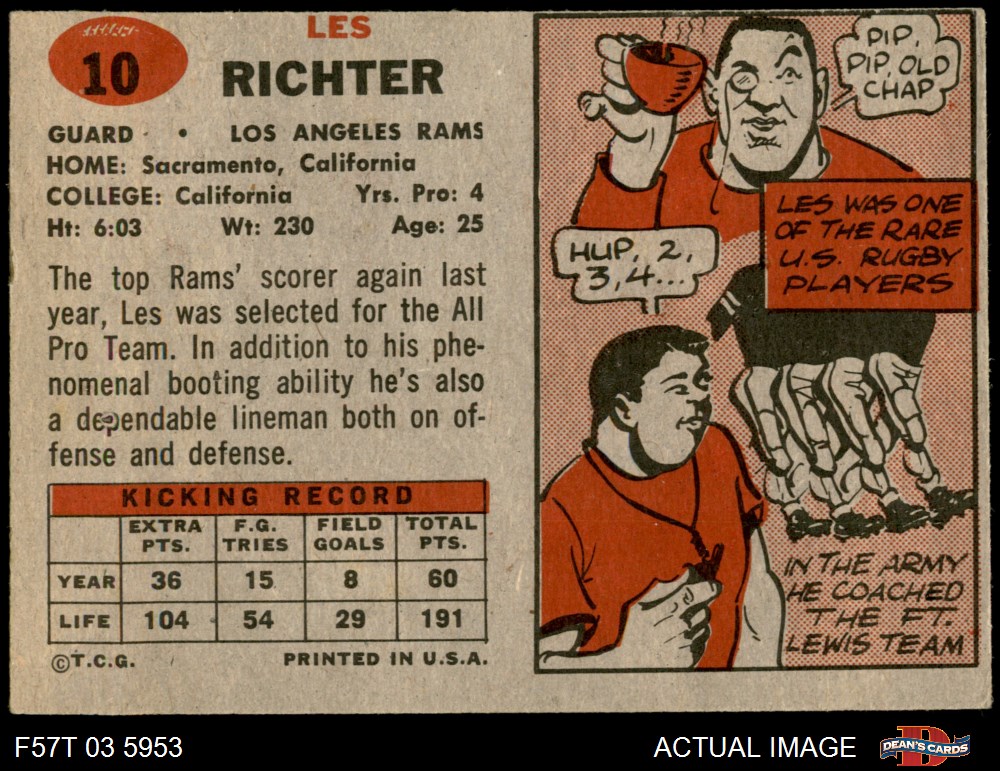 10
LES
RICHTER
GUARD • LOS ANGELES RAMS
HOME: Sacramento, California
COLLEGE: California Yrs. Pro: 4
Ht: 6:03 Wt: 230 Age: 25
The top Rams' scorer again last
year, Les was selected for the All
Pro Team. In addition to his phe-
nomenal booting ability he's also
a dependable lineman both on of-
fense and defense.
KICKING RECORD
EXTRA PTS. F.G. TRIES FIELD GOALS TOTAL PTS.
YEAR 36 15 8 60
LIFE 104 54 29 191
©T.C.G. PRINTED IN U.S.A.
PIP,
PIP, OLD
CHAP
LES WAS ONE
OF THE RARE
U.S. RUGBY
PLAYERS
HUP, 2,
3, 4...
IN THE ARMY
HE COACHED
THE FT.
LEWIS TEAM
F57T 03 5953 ACTUAL IMAGE DEAN'S CARDS